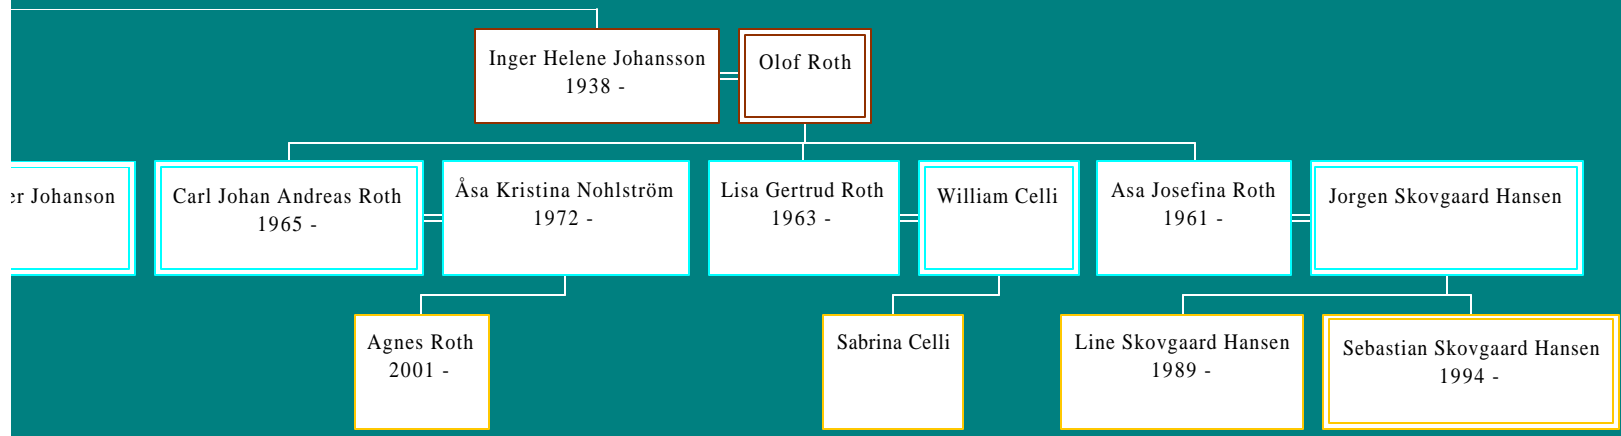 Inger Helene Johansson
1938 -
Olof Roth
er Johanson
Carl Johan Andreas Roth
1965 -
Åsa Kristina Nohlström
1972 -
Lisa Gertrud Roth
1963 -
William Celli
Asa Josefina Roth
1961 -
Jorgen Skovgaard Hansen
Agnes Roth
2001 -
Sabrina Celli
Line Skovgaard Hansen
1989 -
Sebastian Skovgaard Hansen
1994 -